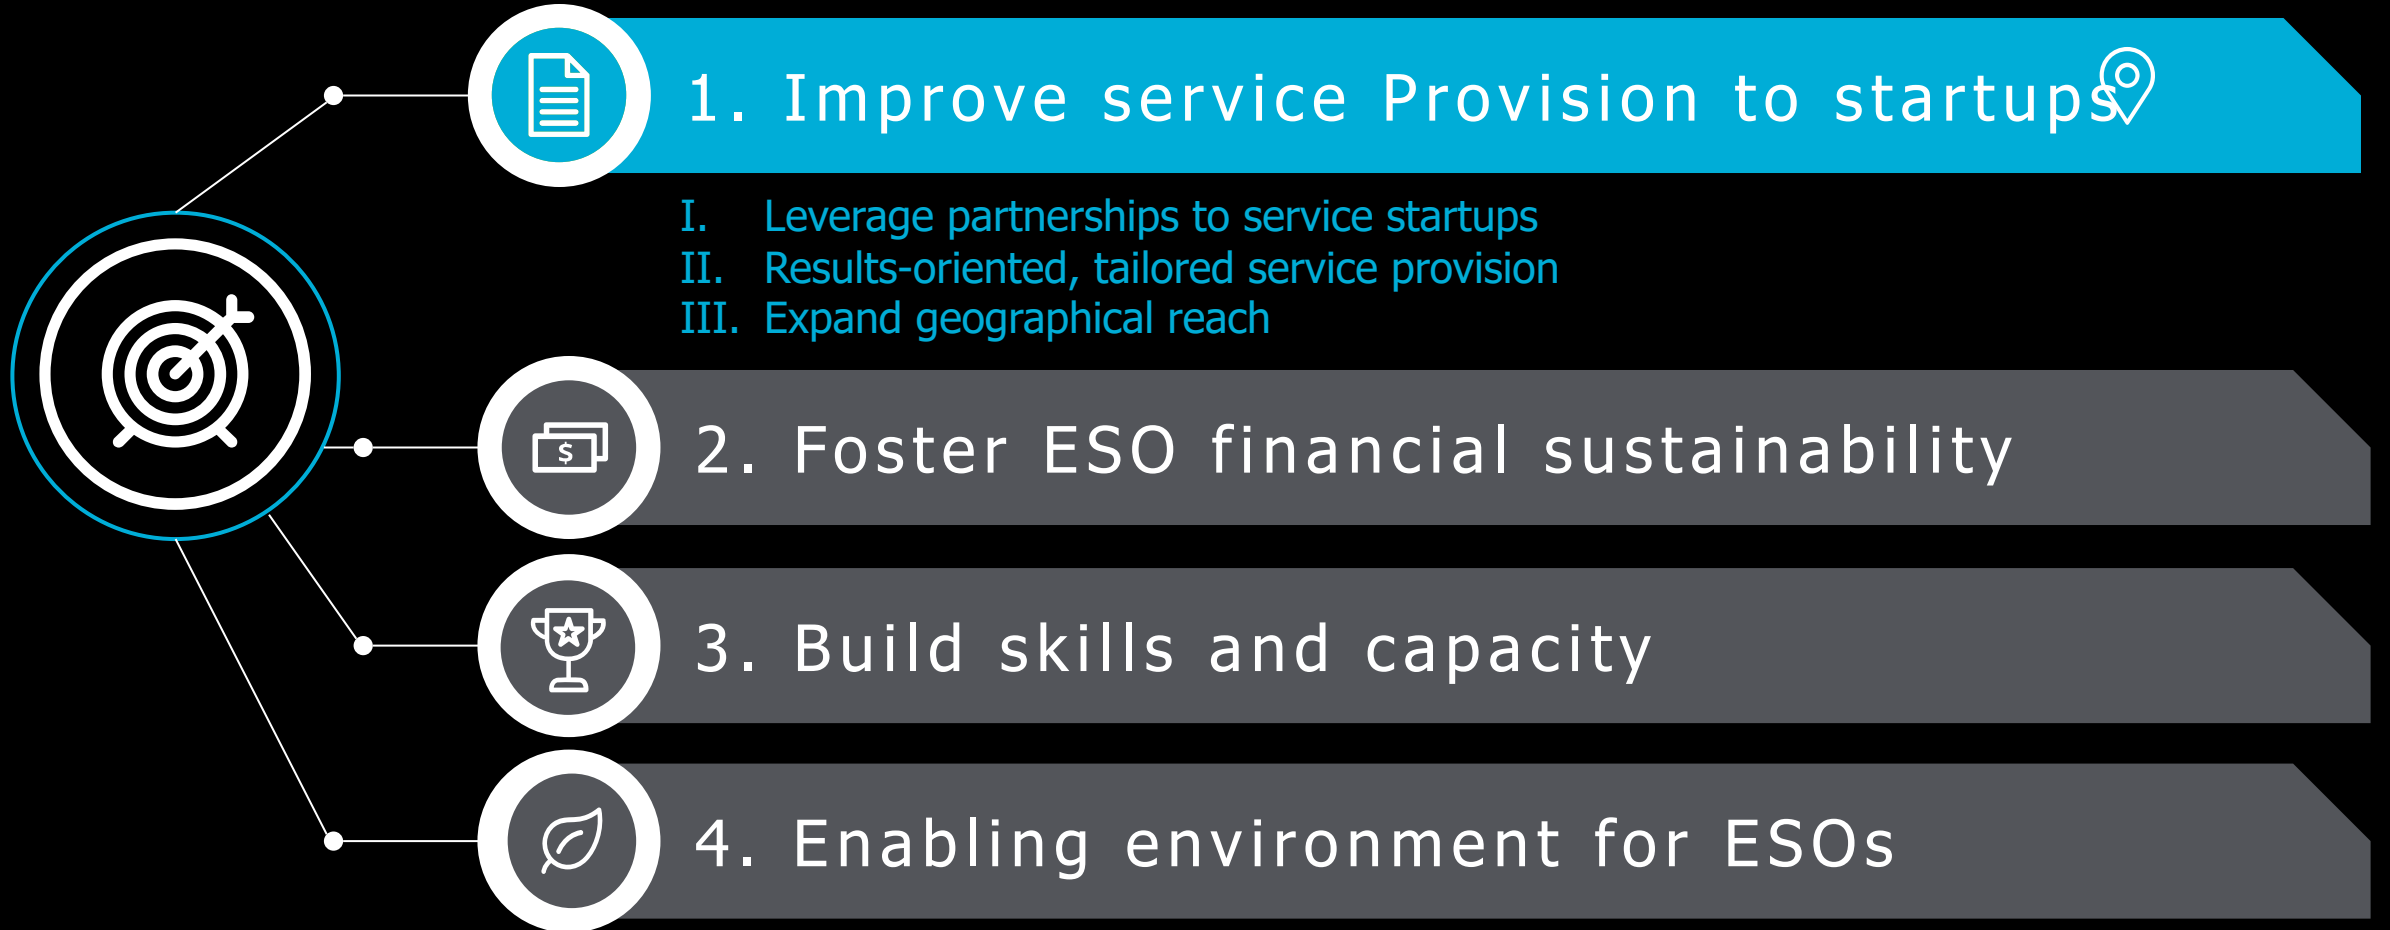 1. Improve service Provision to startups
I. Leverage partnerships to service startups
II. Results-oriented, tailored service provision
III. Expand geographical reach
$
2. Foster ESO financial sustainability
3. Build skills and capacity
4. Enabling environment for ESOs